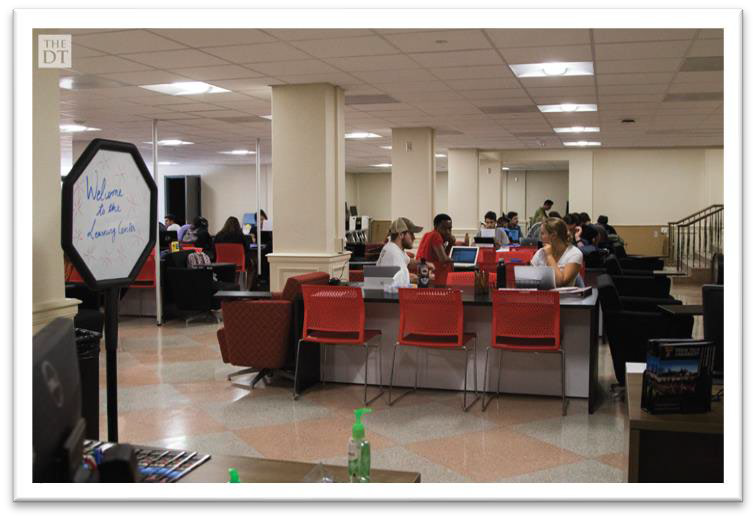 THE
DT
Welcome
to the
Learning Center